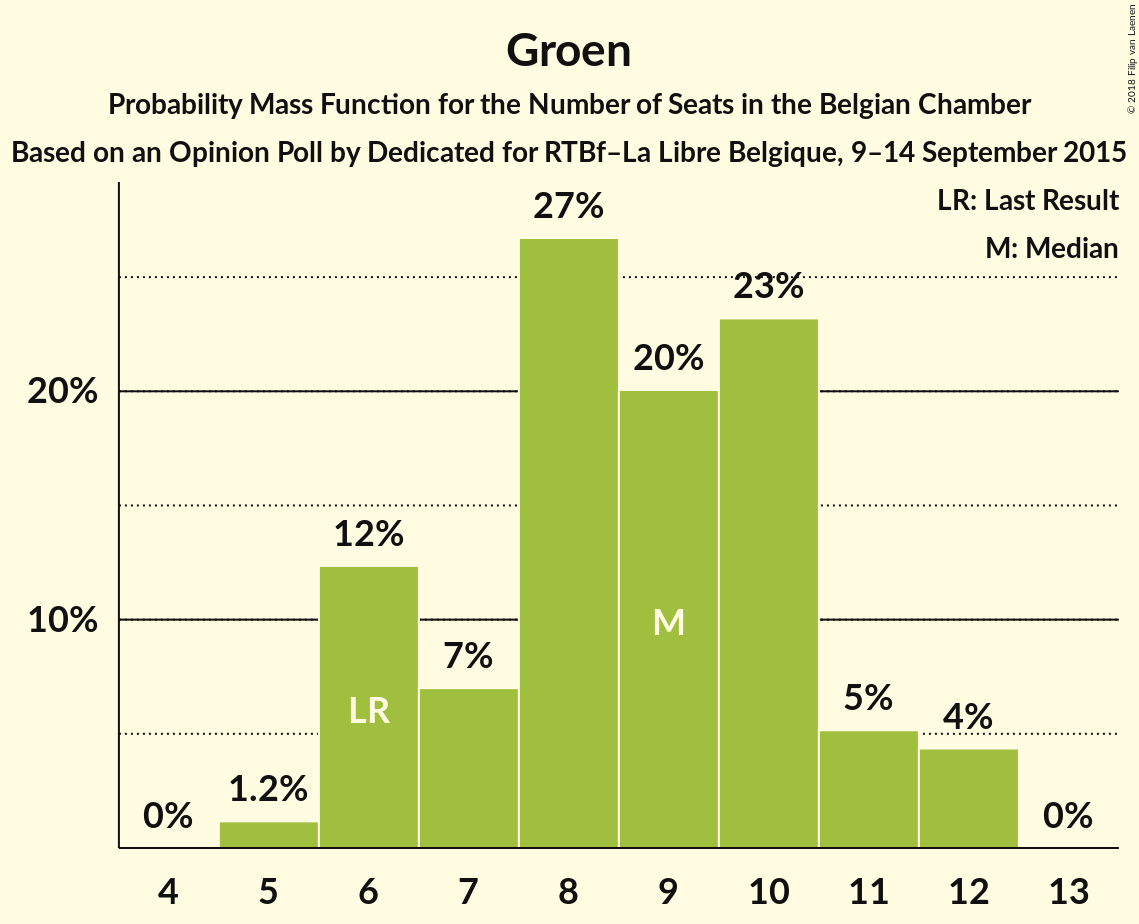 Groen
Probability Mass Function for the Number of Seats in the Belgian Chamber
Based on an Opinion Poll by Dedicated for RTBf–La Libre Belgique, 9–14 September 2015
© 2018 Filip van Laenen
LR: Last Result
M: Median
27%
23%
20%
20%
12%
10%
M
7%
LR
5%
4%
1.2%
0%
0%
4 5 6 7 8 9 10 11 12 13